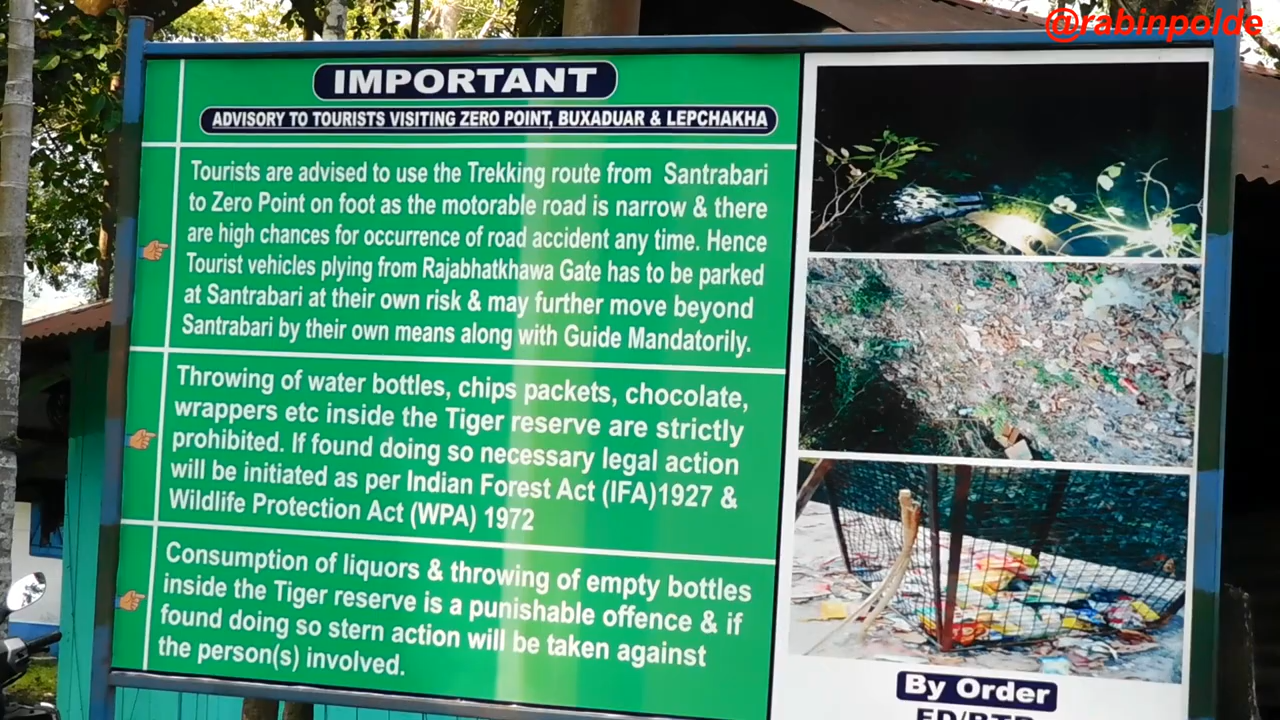 @rabinpolde
IMPORTANT
ADVISORY TO TOURISTS VISITING ZERO POINT, BUXADUAR & LEPCHAKHA
Tourists are advised to use the Trekking route from Santrabari
to Zero Point on foot as the motorable road is narrow & there
are high chances for occurrence of road accident any time. Hence
Tourist vehicles plying from Rajabhatkhawa Gate has to be parked
at Santrabari at their own risk & may further move beyond
Santrabari by their own means along with Guide Mandatorily.
Throwing of water bottles, chips packets, chocolate,
wrappers etc inside the Tiger reserve are strictly
prohibited. If found doing so necessary legal action
will be initiated as per Indian Forest Act (IFA)1927 &
Wildlife Protection Act (WPA) 1972
Consumption of liquors & throwing of empty bottles
inside the Tiger reserve is a punishable offence & if
found doing so stern action will be taken against
the person(s) involved.
By Order
FD/BTR